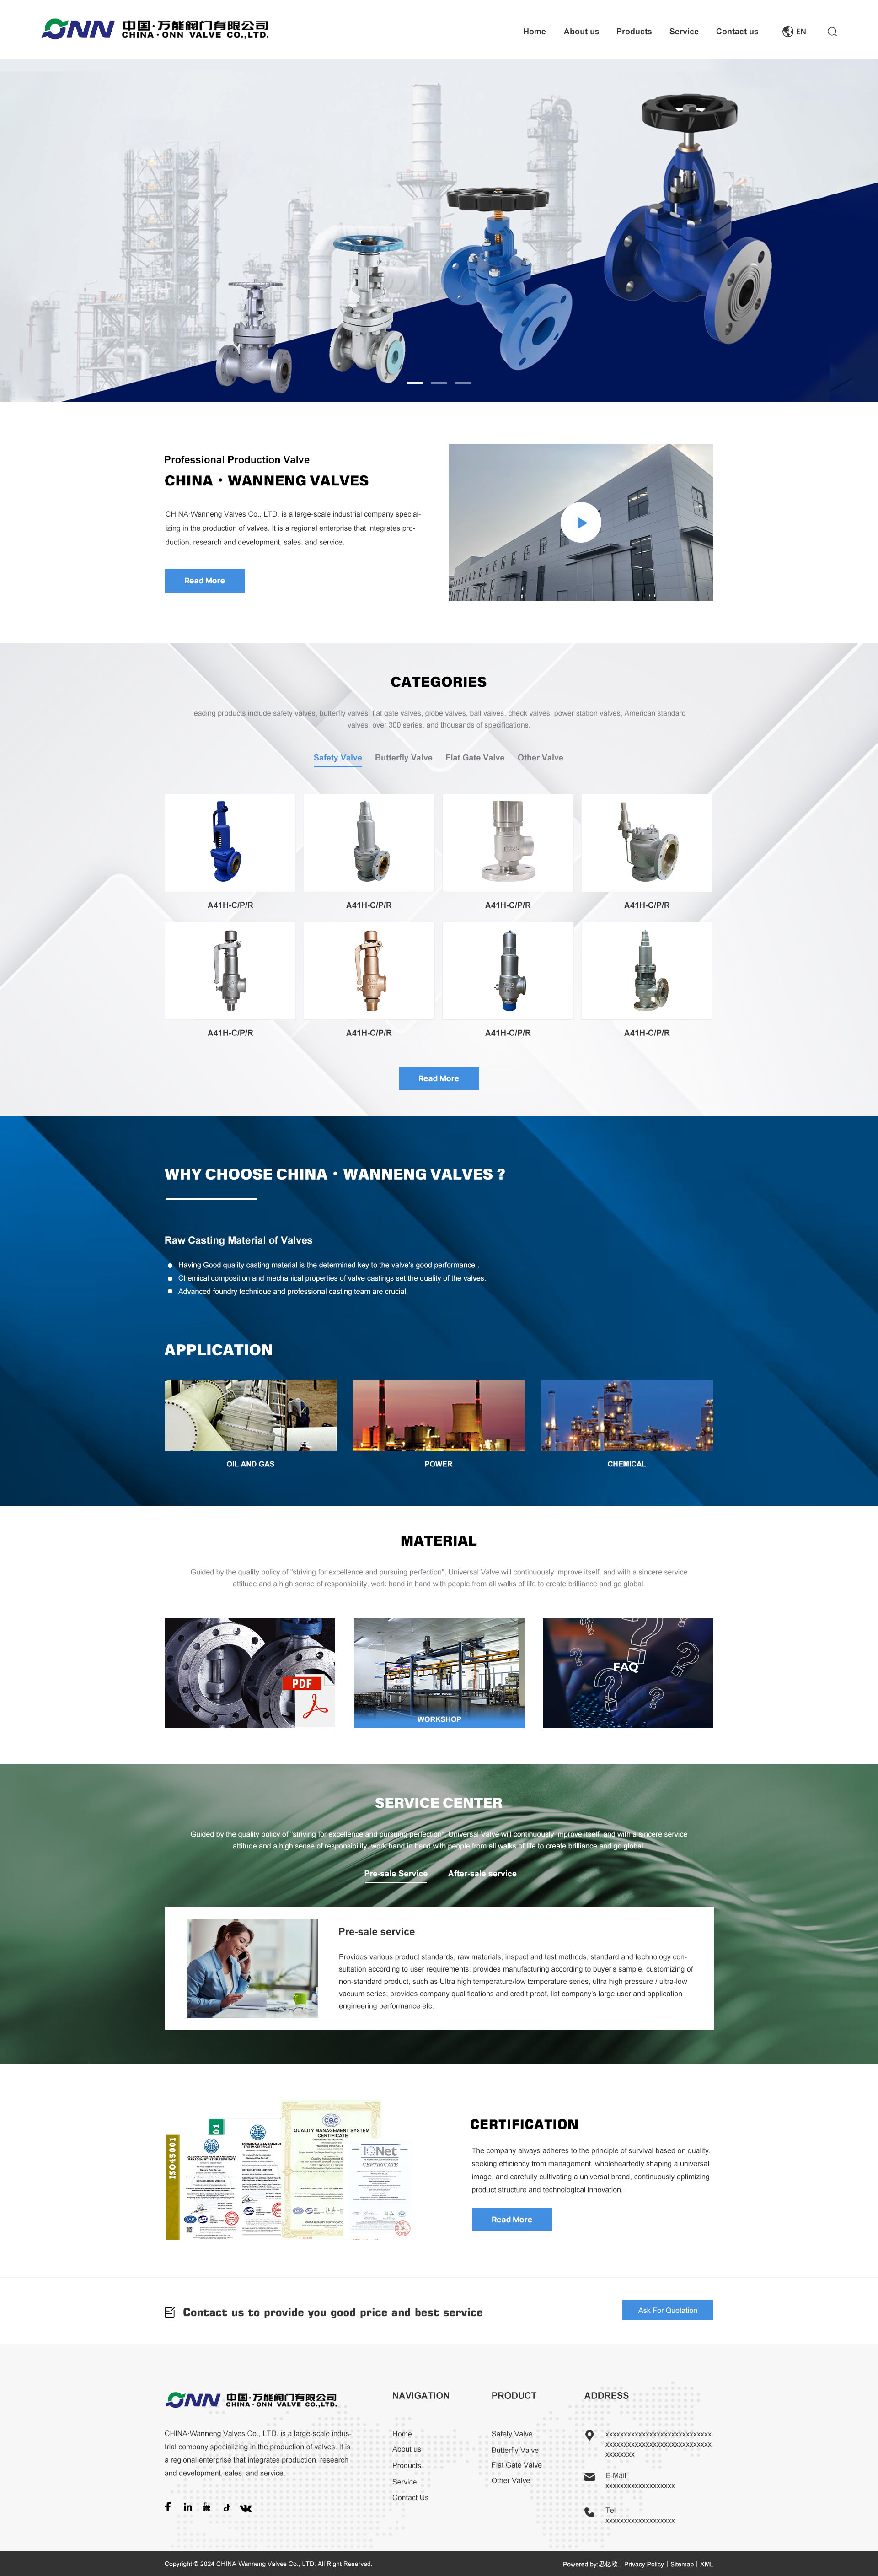 ONN 中国·万能阀门有限公司
CHINA·ONN VALVE CO.,LTD.
Home About us Products Service Contact us EN
Professional Production Valve
CHINA·WANNENG VALVES
CHINA·Wanneng Valves Co., LTD. is a large-scale industrial company special-
izing in the production of valves. It is a regional enterprise that integrates pro-
duction, research and development, sales, and service.
Read More
CATEGORIES
leading products include safety valves, butterfly valves, flat gate valves, globe valves, ball valves, check valves, power station valves, American standard
valves, over 300 series, and thousands of specifications.
Safety Valve Butterfly Valve Flat Gate Valve Other Valve
A41H-C/P/R A41H-C/P/R A41H-C/P/R A41H-C/P/R
A41H-C/P/R A41H-C/P/R A41H-C/P/R A41H-C/P/R
Read More
WHY CHOOSE CHINA·WANNENG VALVES ?
Raw Casting Material of Valves
Having Good quality casting material is the determined key to the valve's good performance .
Chemical composition and mechanical properties of valve castings set the quality of the valves.
Advanced foundry technique and professional casting team are crucial.
APPLICATION
OIL AND GAS POWER CHEMICAL
MATERIAL
Guided by the quality policy of "striving for excellence and pursuing perfection", Universal Valve will continuously improve itself, and with a sincere service
attitude and a high sense of responsibility, work hand in hand with people from all walks of life to create brilliance and go global.
PDF
WORKSHOP
FAQ
SERVICE CENTER
Guided by the quality policy of "striving for excellence and pursuing perfection", Universal Valve will continuously improve itself, and with a sincere service
attitude and a high sense of responsibility, work hand in hand with people from all walks of life to create brilliance and go global.
Pre-sale Service After-sale service
Pre-sale service
Provides various product standards, raw materials, inspect and test methods, standard and technology con-
sultation according to user requirements; provides manufacturing according to buyer's sample, customizing of
non-standard product, such as Ultra high temperature/low temperature series, ultra high pressure / ultra-low
vacuum series; provides company qualifications and credit proof, list company's large user and application
engineering performance etc.
ISO45001
01
CQC
QUALITY MANAGEMENT SYSTEM
CERTIFICATE
IQNet
CERTIFICATE
CERTIFICATION
The company always adheres to the principle of survival based on quality,
seeking efficiency from management, wholeheartedly shaping a universal
image, and carefully cultivating a universal brand, continuously optimizing
product structure and technological innovation.
Read More
Contact us to provide you good price and best service
Ask For Quotation
ONN 中国·万能阀门有限公司
CHINA·ONN VALVE CO.,LTD.
CHINA·Wanneng Valves Co., LTD. is a large-scale indus-
trial company specializing in the production of valves. It is
a regional enterprise that integrates production, research
and development, sales, and service.
NAVIGATION
Home
About us
Products
Service
Contact Us
PRODUCT
Safety Valve
Butterfly Valve
Flat Gate Valve
Other Valve
ADDRESS
xxxxxxxxxxxxxxxxxxxxxxxxxxxxx
xxxxxxxxxxxxxxxxxxxxxxxxxxxxx
xxxxxxxx
E-Mail
xxxxxxxxxxxxxxxxxxx
Tel
xxxxxxxxxxxxxxxxxxx
Copyright © 2024 CHINA·Wanneng Valves Co., LTD. All Right Reserved.
Powered by:思亿欧 | Privacy Policy | Sitemap | XML